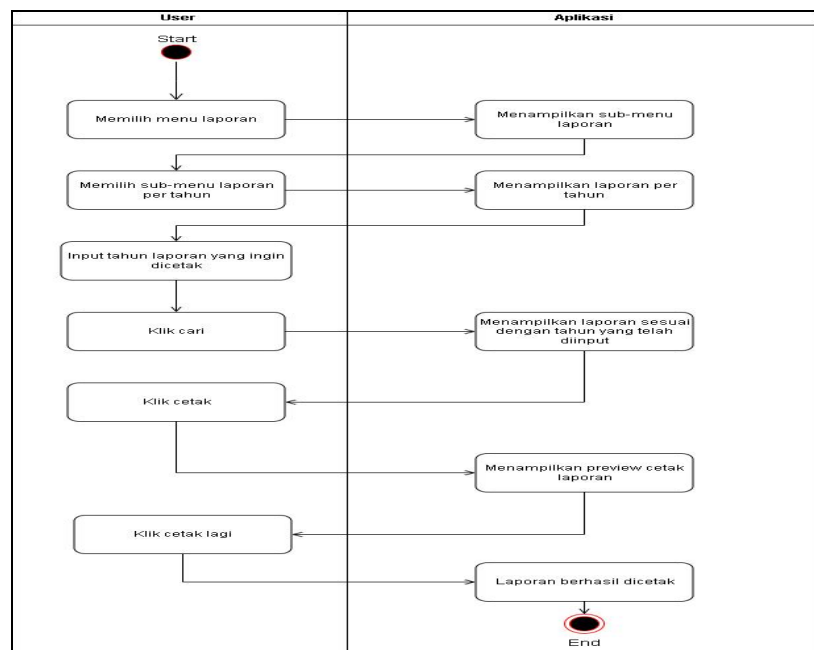 User
Aplikasi
Start
Memilih menu laporan
Menampilkan sub-menu
laporan
Memilih sub-menu laporan
per tahun
Menampilkan laporan per
tahun
Input tahun laporan yang ingin
dicetak
Klik cari
Menampilkan laporan sesuai
dengan tahun yang telah
diinput
Klik cetak
Menampilkan preview cetak
laporan
Klik cetak lagi
Laporan berhasil dicetak
End